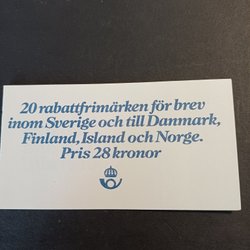 20 rabattfrimärken för brev
inom Sverige och till Danmark,
Finland, Island och Norge.
Pris 28 kronor